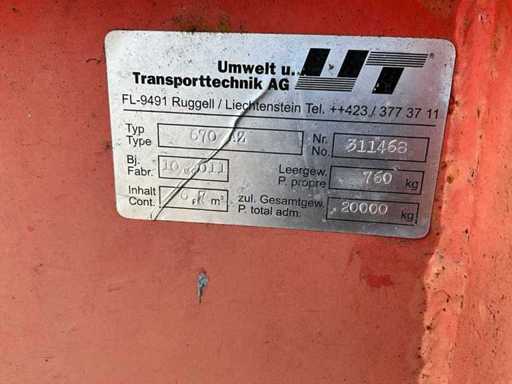 Umwelt u.
Transporttechnik AG
UT®
FL-9491 Ruggell / Liechtenstein Tel. ++423 / 377 37 11
Typ
Type
Nr.
No.
311468
Bj.
Fabr.
Leergew.
P. propre
760 kg
Inhalt
Cont.
m³
zul. Gesamtgew.
P. total adm.
20000 kg